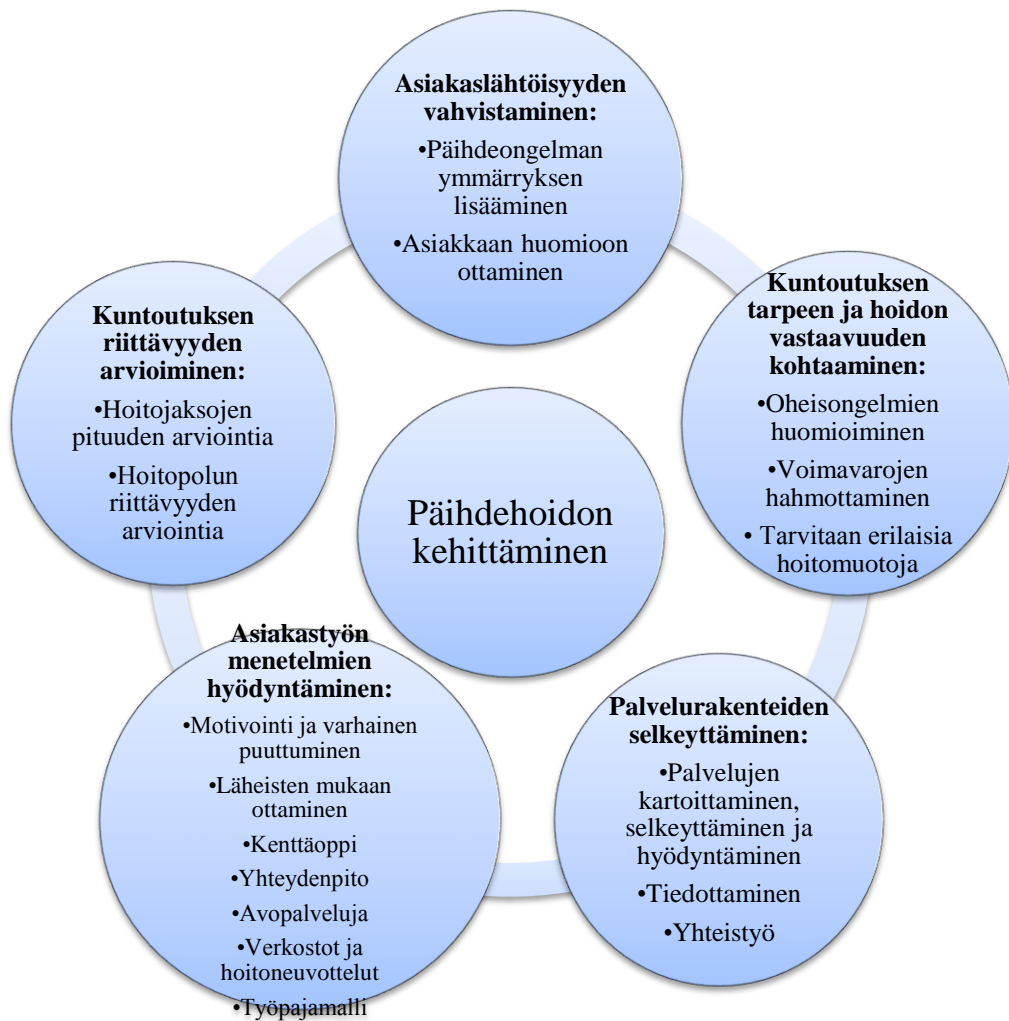 Asiakaslähtöisyyden
vahvistaminen:
•Päihdeongelman
ymmärryksen
lisääminen
•Asiakkaan huomioon
ottaminen
Kuntoutuksen
tarpeen ja hoidon
vastaavuuden
kohtaaminen:
•Oheisongelmien
huomioiminen
•Voimavarojen
hahmottaminen
• Tarvitaan erilaisia
hoitomuotoja
Palvelurakenteiden
selkeyttäminen:
•Palvelujen
kartoittaminen,
selkeyttäminen ja
hyödyntäminen
•Tiedottaminen
•Yhteistyö
Asiakastyön
menetelmien
hyödyntäminen:
•Motivointi ja varhainen
puuttuminen
•Läheisten mukaan
ottaminen
•Kenttäoppi
•Yhteydenpito
•Avopalveluja
•Verkostot ja
hoitoneuvottelut
•Työpajamalli
Kuntoutuksen
riittävyyden
arvioiminen:
•Hoitojaksojen
pituuden arviointia
•Hoitopolun
riittävyyden
arviointia
Päihdehoidon
kehittäminen